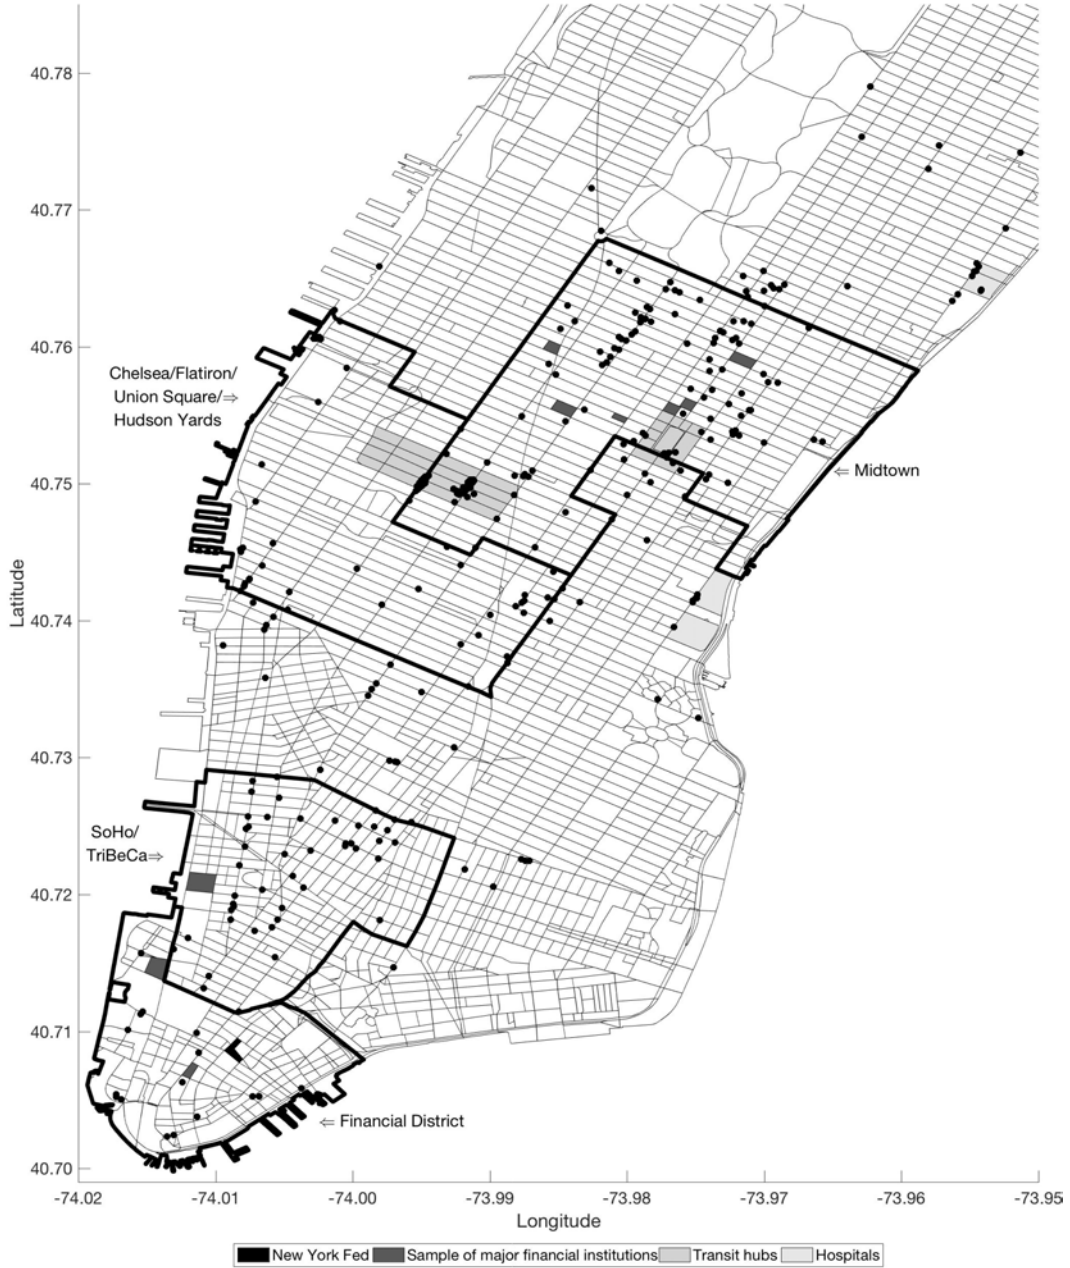 40.78
40.77
40.76
Chelsea/Flatiron/
Union Square/⇒
Hudson Yards
⇐ Midtown
40.75
Latitude
40.74
40.73
SoHo/
TriBeCa⇒
40.72
40.71
⇐ Financial District
40.70
-74.02 -74.01 -74.00 -73.99 -73.98 -73.97 -73.96 -73.95
Longitude
New York Fed Sample of major financial institutions Transit hubs Hospitals